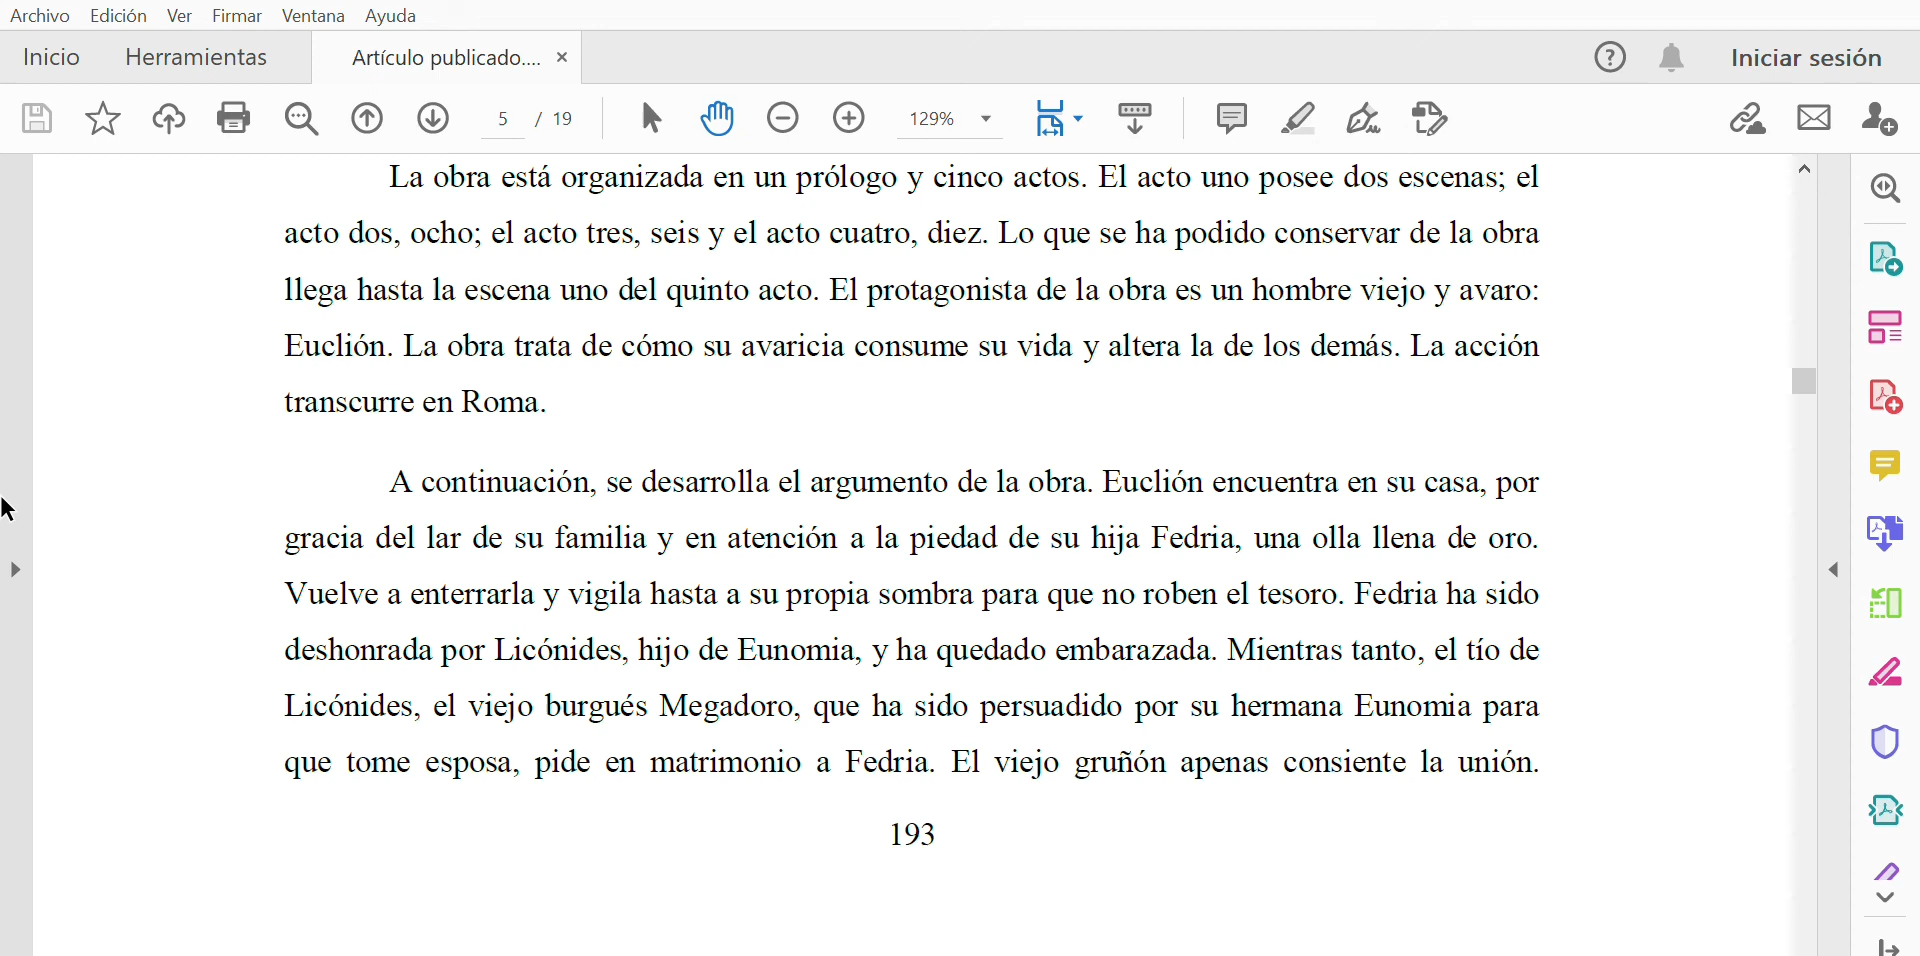 Archivo Edición Ver Firmar Ventana Ayuda
Inicio Herramientas Artículo publicado.... × Iniciar sesión
5 / 19 129%
La obra está organizada en un prólogo y cinco actos. El acto uno posee dos escenas; el
acto dos, ocho; el acto tres, seis y el acto cuatro, diez. Lo que se ha podido conservar de la obra
llega hasta la escena uno del quinto acto. El protagonista de la obra es un hombre viejo y avaro:
Euclión. La obra trata de cómo su avaricia consume su vida y altera la de los demás. La acción
transcurre en Roma.
A continuación, se desarrolla el argumento de la obra. Euclión encuentra en su casa, por
gracia del lar de su familia y en atención a la piedad de su hija Fedria, una olla llena de oro.
Vuelve a enterrarla y vigila hasta a su propia sombra para que no roben el tesoro. Fedria ha sido
deshonrada por Licónides, hijo de Eunomia, y ha quedado embarazada. Mientras tanto, el tío de
Licónides, el viejo burgués Megadoro, que ha sido persuadido por su hermana Eunomia para
que tome esposa, pide en matrimonio a Fedria. El viejo gruñón apenas consiente la unión.
193